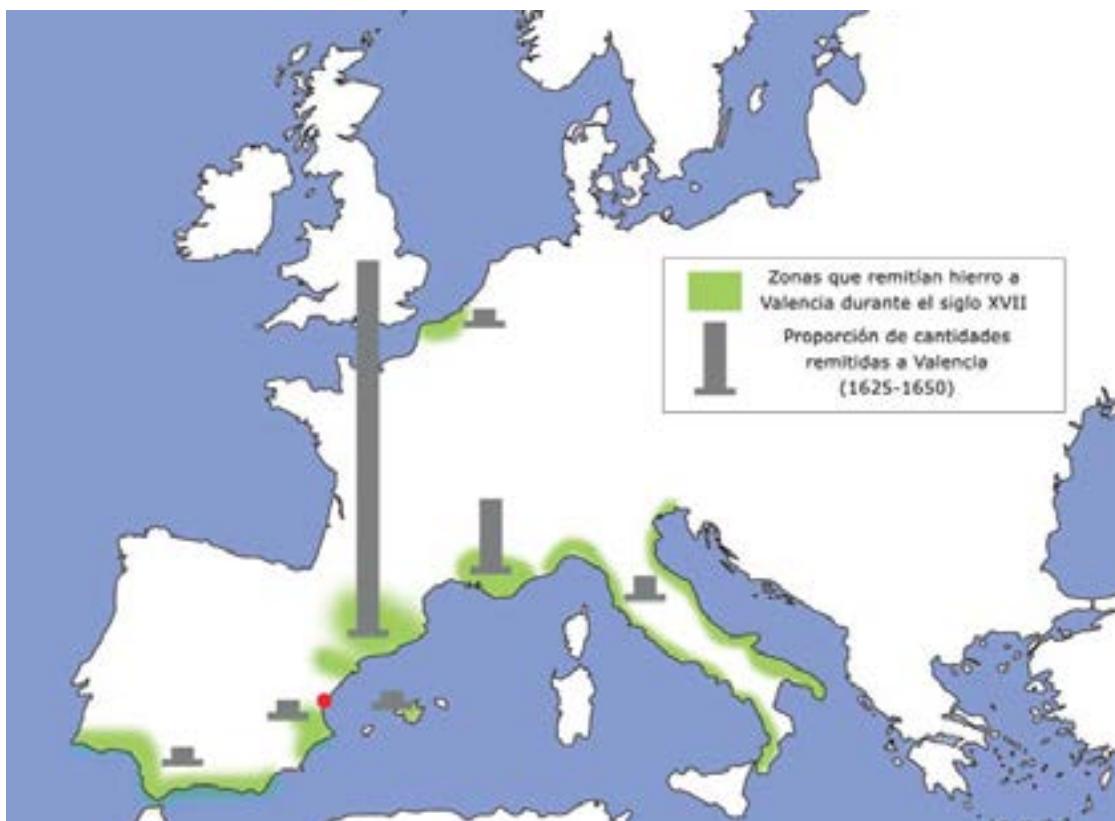 Zonas que remitían hierro a
Valencia durante el siglo XVII
Proporción de cantidades
remitidas a Valencia
(1625-1650)